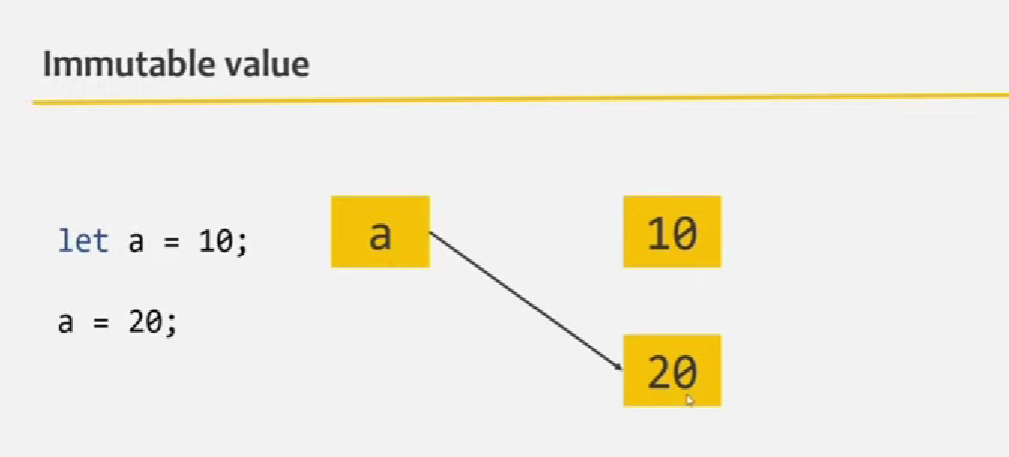 Immutable value
let a = 10;
a
10
a = 20;
20